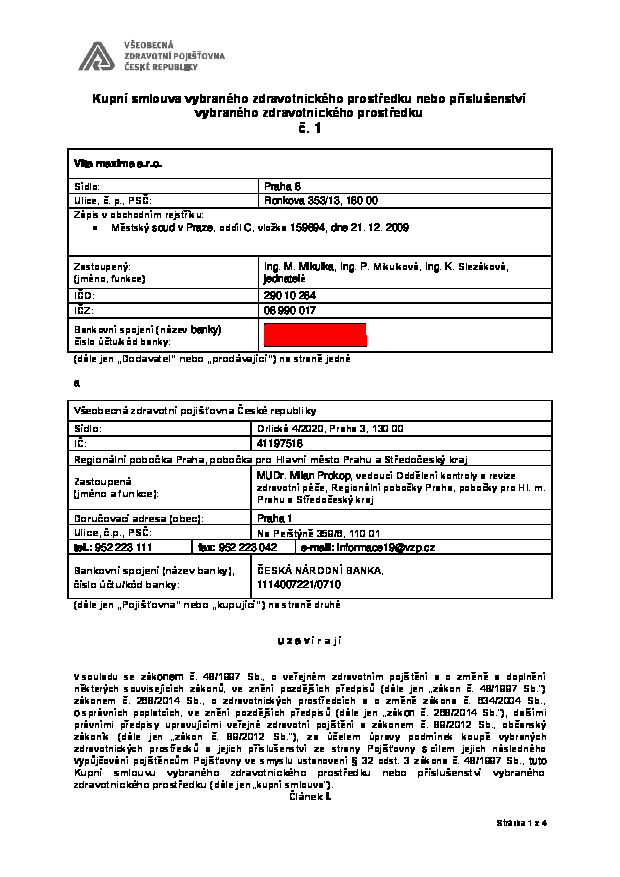 VŠEOBECNÁ
ZDRAVOTNÍ POJIŠŤOVNA
ČESKÉ REPUBLIKY
Kupní smlouva vybraného zdravotnického prostředku nebo příslušenství
vybraného zdravotnického prostředku
č. 1
Vita maxima s.r.o.
Sídlo: Praha 6
Ulice, č. p., PSČ: Ronkova 353/13, 180 00
Zápis v obchodním rejstříku:
• Městský soud v Praze, oddíl C, vložka 159694, dne 21. 12. 2009
Zastoupený: Ing. M. Mikulka, Ing. P. Mikulková, Ing. K. Slezáková,
(jméno, funkce) jednatelé
IČO: 290 10 264
IČZ: 06 990 017
Bankovní spojení (název banky)
číslo účtu/kód banky:
(dále jen „Dodavatel" nebo „prodávající") na straně jedné
a
Všeobecná zdravotní pojišťovna České republiky
Sídlo: Orlická 4/2020, Praha 3, 130 00
IČ: 41197518
Regionální pobočka Praha, pobočka pro Hlavní město Prahu a Středočeský kraj
Zastoupená MUDr. Milan Prokop, vedoucí Oddělení kontroly a revize
(jméno a funkce): zdravotní péče, Regionální pobočky Praha, pobočky pro Hl. m.
Prahu a Středočeský kraj
Doručovací adresa (obec): Praha 1
Ulice, č.p., PSČ: Na Perštýně 359/6, 110 01
tel.: 952 223 111 fax: 952 223 042 e-mail: informace19@vzp.cz
Bankovní spojení (název banky), ČESKÁ NÁRODNÍ BANKA,
číslo účtu/kód banky: 1114007221/0710
(dále jen „Pojišťovna" nebo „kupující") na straně druhé
u z a v í r a j í
v souladu se zákonem č. 48/1997 Sb., o veřejném zdravotním pojištění a o změně a doplnění
některých souvisejících zákonů, ve znění pozdějších předpisů (dále jen „zákon č. 48/1997 Sb.")
zákonem č. 268/2014 Sb., o zdravotnických prostředcích a o změně zákona č. 634/2004 Sb.,
o správních poplatcích, ve znění pozdějších předpisů (dále jen „zákon č. 268/2014 Sb."), dalšími
právními předpisy upravujícími veřejné zdravotní pojištění a zákonem č. 89/2012 Sb., občanský
zákoník (dále jen „zákon č. 89/2012 Sb."), za účelem úpravy podmínek koupě vybraných
zdravotnických prostředků a jejich příslušenství ze strany Pojišťovny s cílem jejich následného
vypůjčování pojištěncům Pojišťovny ve smyslu ustanovení § 32 odst. 3 zákona č. 48/1997 Sb., tuto
Kupní smlouvu vybraného zdravotnického prostředku nebo příslušenství vybraného
zdravotnického prostředku (dále jen „kupní smlouva").
Článek I.
Stránka 1 z 4